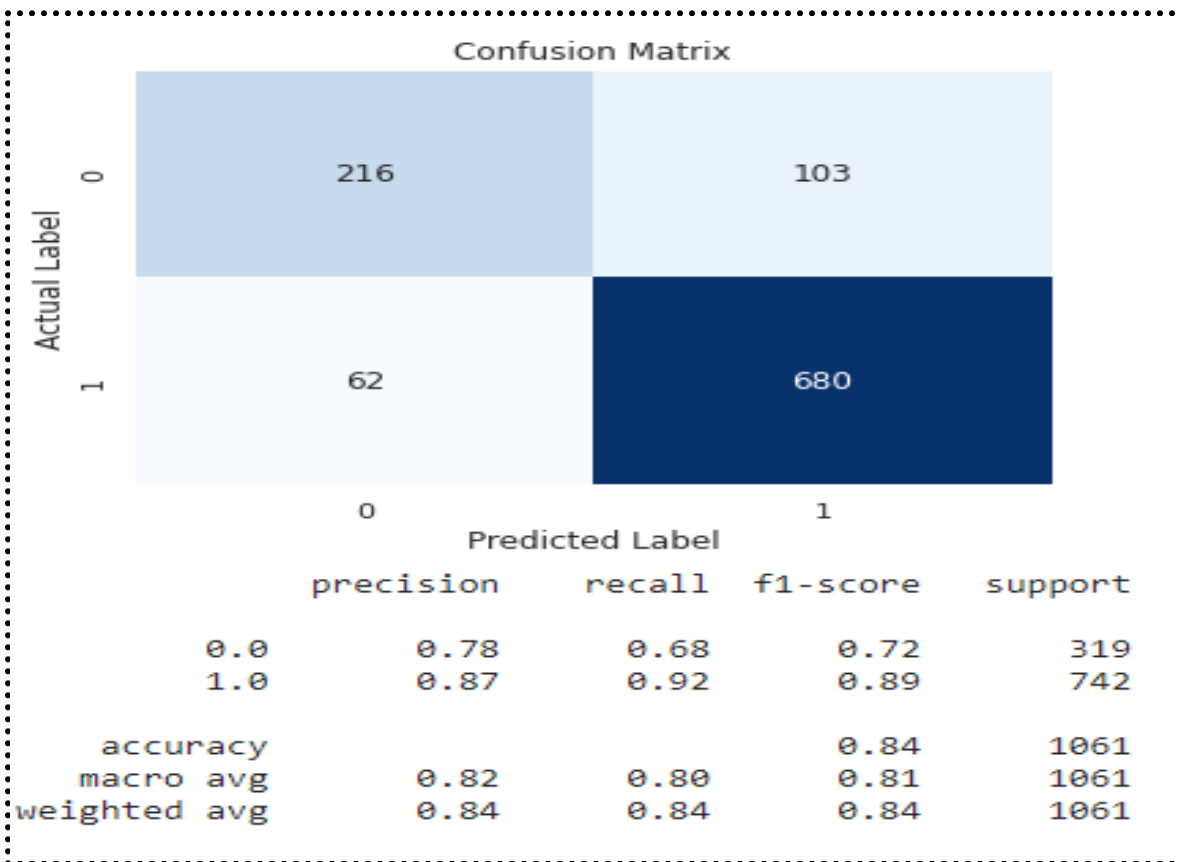 Confusion Matrix
0 216 103
Actual Label
1 62 680
0 1
Predicted Label
precision recall f1-score support
0.0 0.78 0.68 0.72 319
1.0 0.87 0.92 0.89 742
accuracy 0.84 1061
macro avg 0.82 0.80 0.81 1061
weighted avg 0.84 0.84 0.84 1061